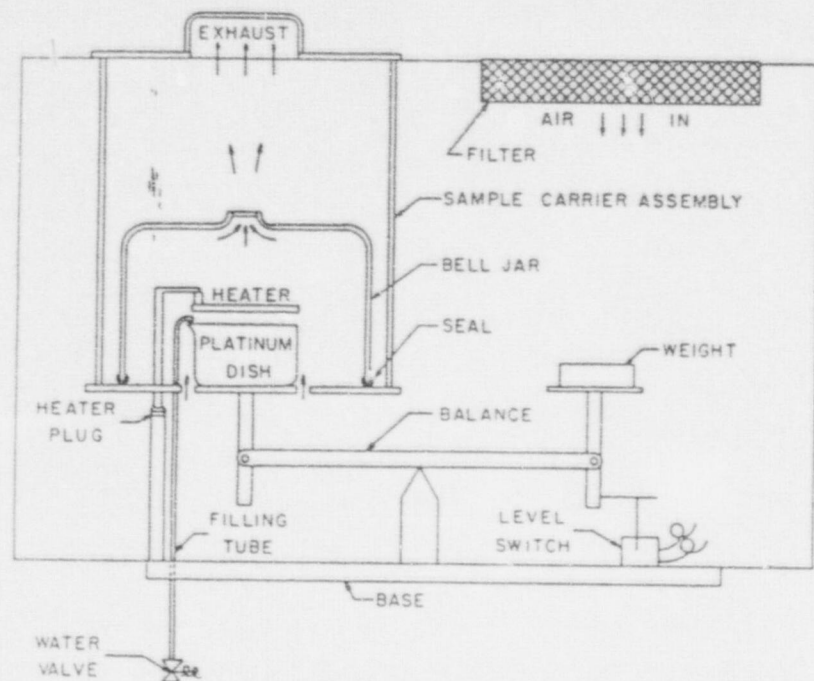 EXHAUST
AIR IN
FILTER
SAMPLE CARRIER ASSEMBLY
BELL JAR
HEATER
SEAL
PLATINUM
DISH
WEIGHT
HEATER
PLUG
BALANCE
FILLING
TUBE
LEVEL
SWITCH
BASE
WATER
VALVE